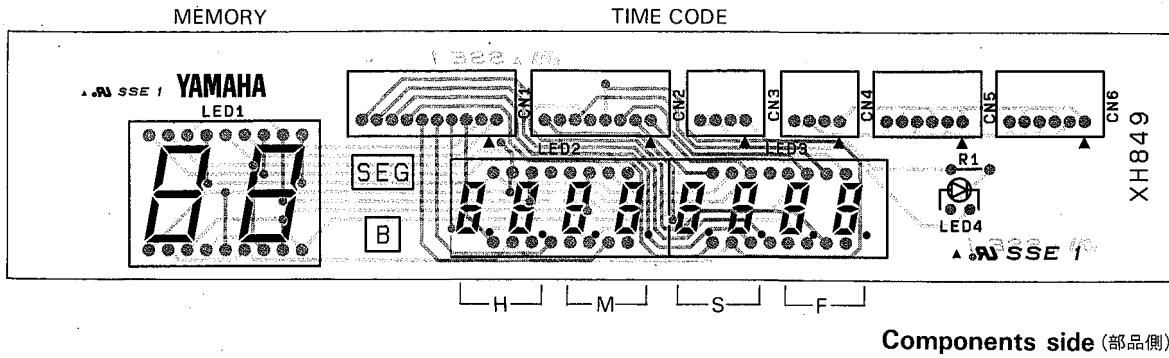 MEMORY
TIME CODE
SSE 1
YAMAHA
LED1
CN1
CN2
CN3
CN4
CN5
CN6
LED2
LED3
SEG
B
R1
LED4
XH849
SSE 1
H
M
S
F
Components side (部品側)